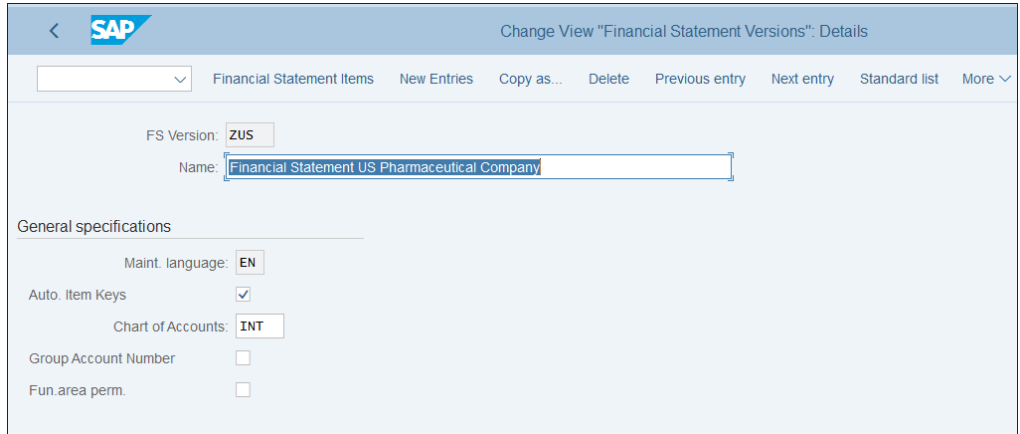 SAP Change View "Financial Statement Versions": Details
Financial Statement Items New Entries Copy as... Delete Previous entry Next entry Standard list More
FS Version: ZUS
Name: Financial Statement US Pharmaceutical Company
General specifications
Maint. language: EN
Auto. Item Keys
Chart of Accounts: INT
Group Account Number
Fun.area perm.